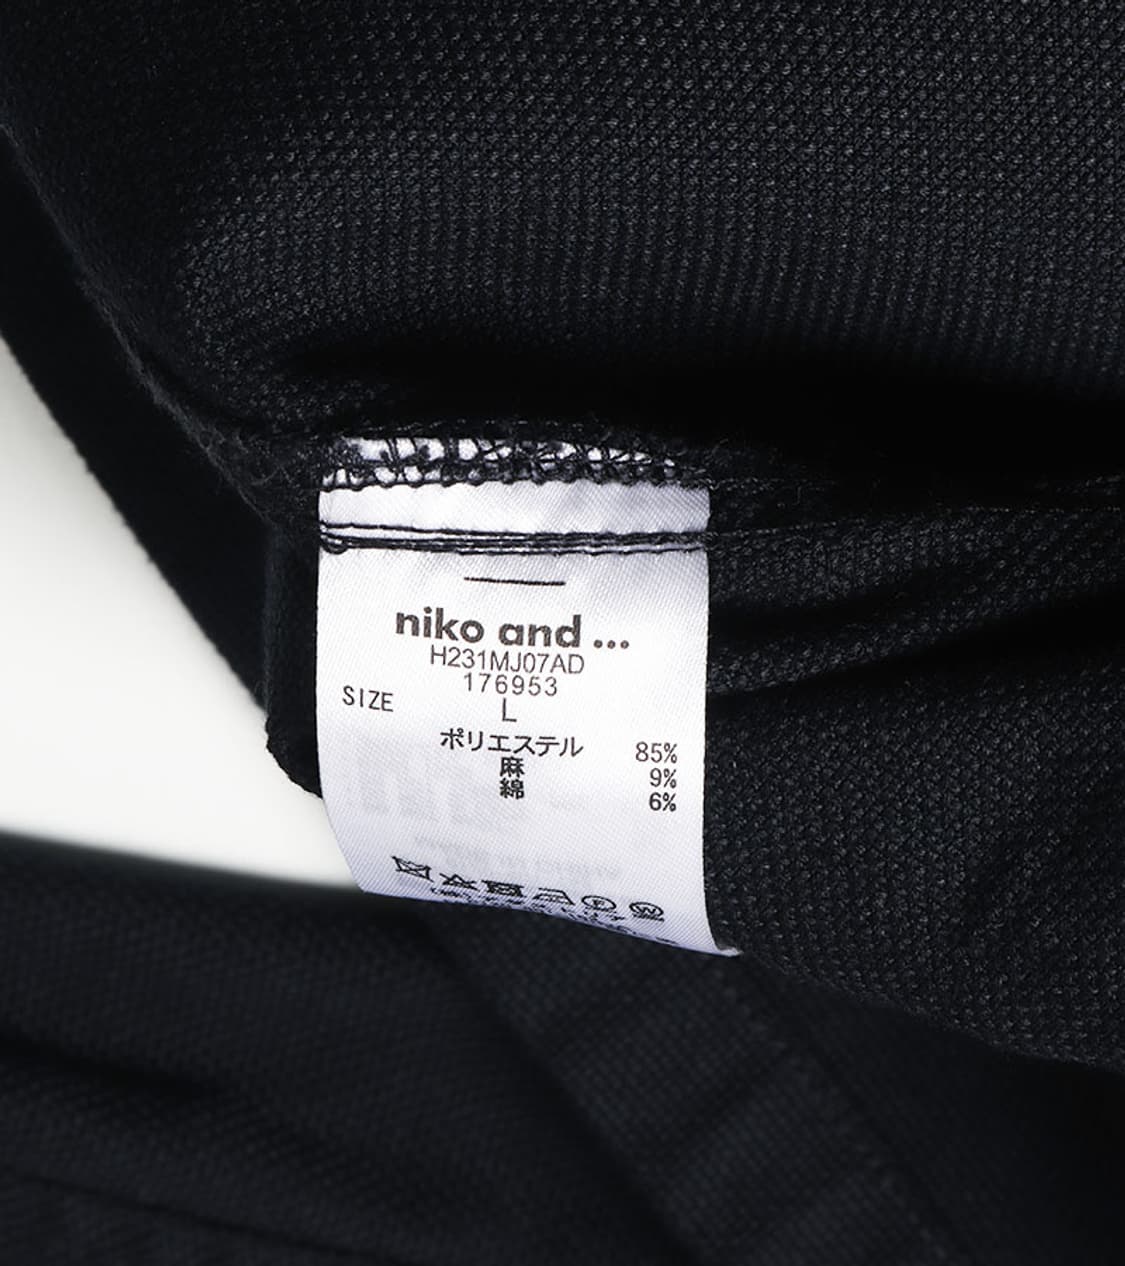 niko and ...
H231MJ07AD
176953
SIZE L
ポリエステル 85%
麻 9%
綿 6%